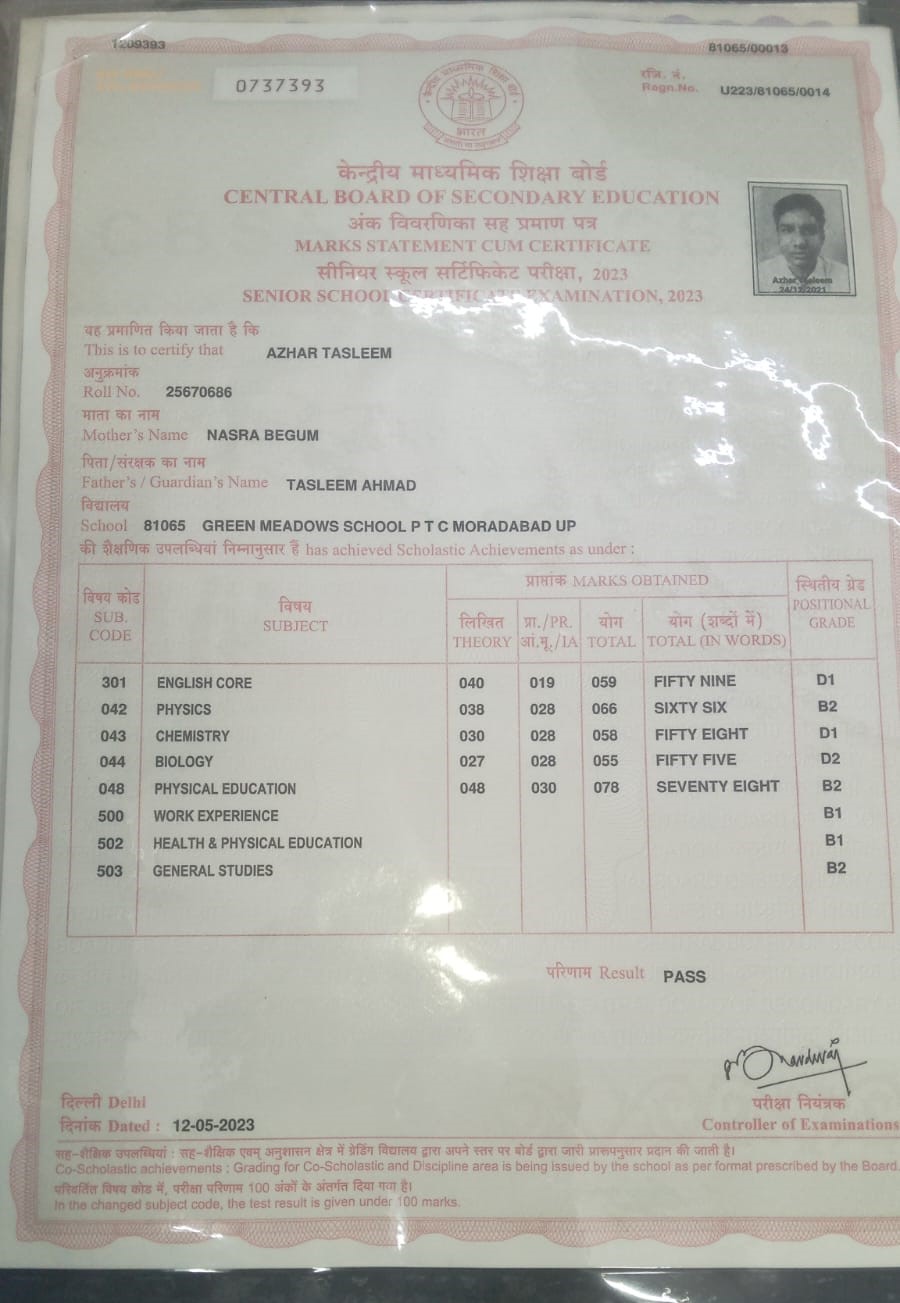 1209393
81065/00013
0737393
रजि. नं.
Regn.No. U223/81065/0014
भारत
केन्द्रीय माध्यमिक शिक्षा बोर्ड
CENTRAL BOARD OF SECONDARY EDUCATION
अंक विवरणिका सह प्रमाण पत्र
MARKS STATEMENT CUM CERTIFICATE
सीनियर स्कूल सर्टिफिकेट परीक्षा, 2023
SENIOR SCHOOL CERTIFICATE EXAMINATION, 2023
Azhar Tasleem
24/12/2021
यह प्रमाणित किया जाता है कि
This is to certify that AZHAR TASLEEM
अनुक्रमांक
Roll No. 25670686
माता का नाम
Mother's Name NASRA BEGUM
पिता/संरक्षक का नाम
Father's / Guardian's Name TASLEEM AHMAD
विद्यालय
School 81065 GREEN MEADOWS SCHOOL P T C MORADABAD UP
की शैक्षणिक उपलब्धियां निम्नानुसार हैं has achieved Scholastic Achievements as under :
विषय कोड SUB. CODE
विषय SUBJECT
प्राप्तांक MARKS OBTAINED
स्थितीय ग्रेड POSITIONAL GRADE
लिखित प्रा./PR. योग योग (शब्दों में)
THEORY आं.मू./IA TOTAL TOTAL (IN WORDS)
301 ENGLISH CORE 040 019 059 FIFTY NINE D1
042 PHYSICS 038 028 066 SIXTY SIX B2
043 CHEMISTRY 030 028 058 FIFTY EIGHT D1
044 BIOLOGY 027 028 055 FIFTY FIVE D2
048 PHYSICAL EDUCATION 048 030 078 SEVENTY EIGHT B2
500 WORK EXPERIENCE B1
502 HEALTH & PHYSICAL EDUCATION B1
503 GENERAL STUDIES B2
परिणाम Result PASS
दिल्ली Delhi
दिनांक Dated : 12-05-2023
परीक्षा नियंत्रक
Controller of Examinations
सह-शैक्षिक उपलब्धियां : सह-शैक्षिक एवम् अनुशासन क्षेत्र में ग्रेडिंग विद्यालय द्वारा अपने स्तर पर बोर्ड द्वारा जारी प्रारूपनुसार प्रदान की जाती है।
Co-Scholastic achievements : Grading for Co-Scholastic and Discipline area is being issued by the school as per format prescribed by the Board.
परिवर्तित विषय कोड में, परीक्षा परिणाम 100 अंकों के अंतर्गत दिया गया है।
In the changed subject code, the test result is given under 100 marks.